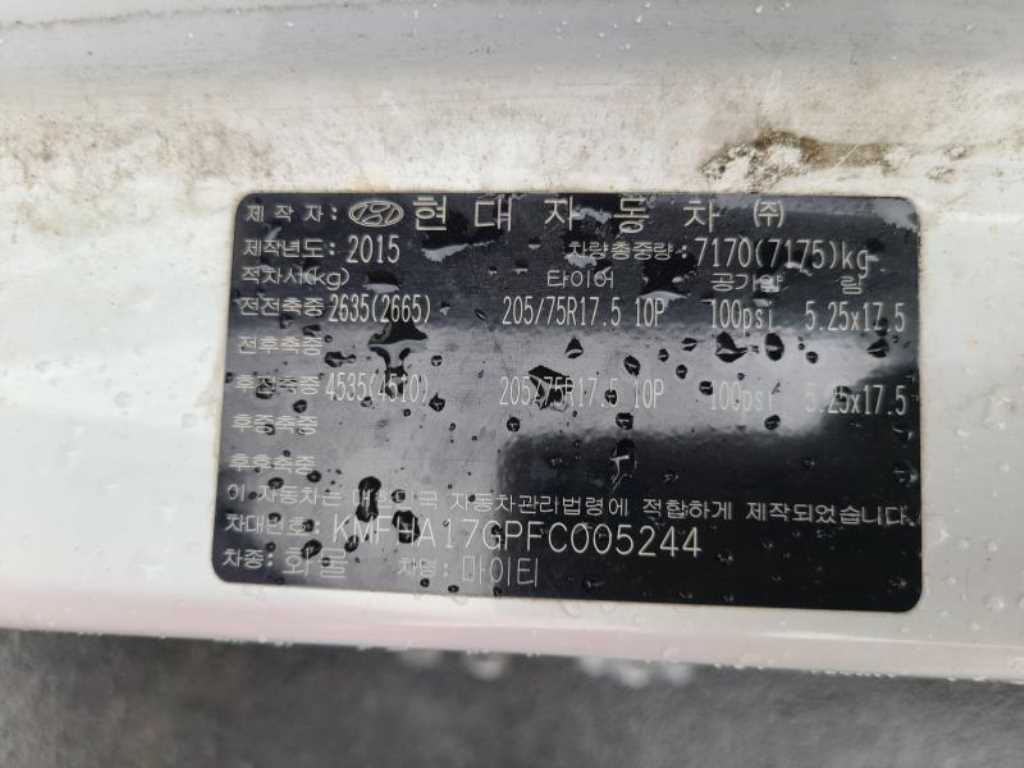 제 작 자 : 현 대 자 동 차 ㈜
제작년도: 2015 차량총중량: 7170(7175)kg
적차서(kg) 타이어 공기압 림
전전축중 2635(2665) 205/75R17.5 10P 100psi 5.25x17.5
전후축중
후전축중 4535(4510) 205/75R17.5 10P 100psi 5.25x17.5
후중축중
후후축중
이 자동차는 대한민국 자동차관리법령에 적합하게 제작되었습니다.
차대번호: KMFHA17GPFC005244
차종: 화물 차명: 마이티